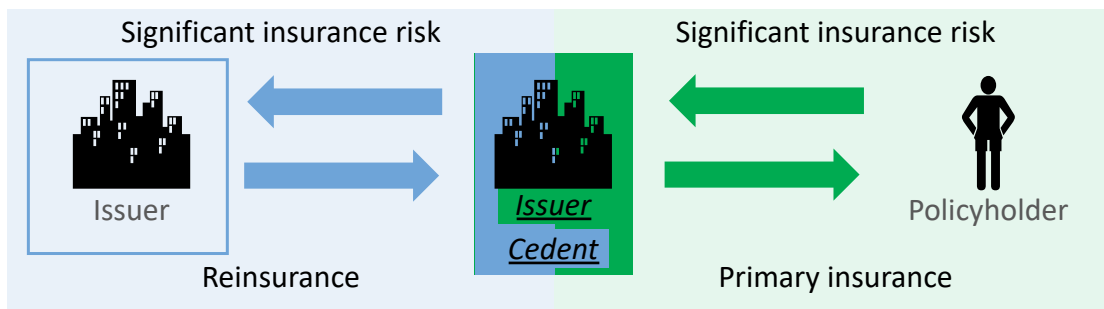 Significant insurance risk
Significant insurance risk
Issuer
Issuer
Cedent
Policyholder
Reinsurance
Primary insurance